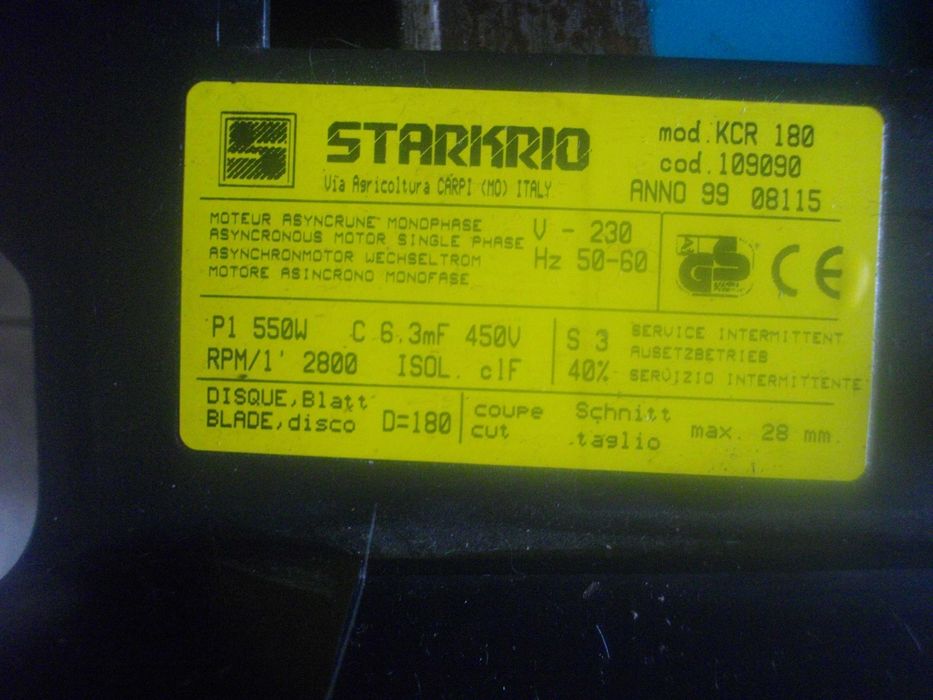 STARKRIO
Via Agricoltura CARPI (MO) ITALY
mod. KCR 180
cod. 109090
ANNO 99 08115
MOTEUR ASYNCRUNE MONOPHASE
ASYNCRONOUS MOTOR SINGLE PHASE
ASYNCHRONMOTOR WECHSELTROM
MOTORE ASINCRONO MONOFASE
V - 230
Hz 50-60
GS
CE
P1 550W C 6.3mF 450V
RPM/1' 2800 ISOL. clF
S 3
40%
SERVICE INTERMITTENT
AUSETZBETRIEB
SERVIZIO INTERMITTENTE
DISQUE,Blatt
BLADE,disco
D=180
coupe Schnitt
cut taglio
max. 28 mm.